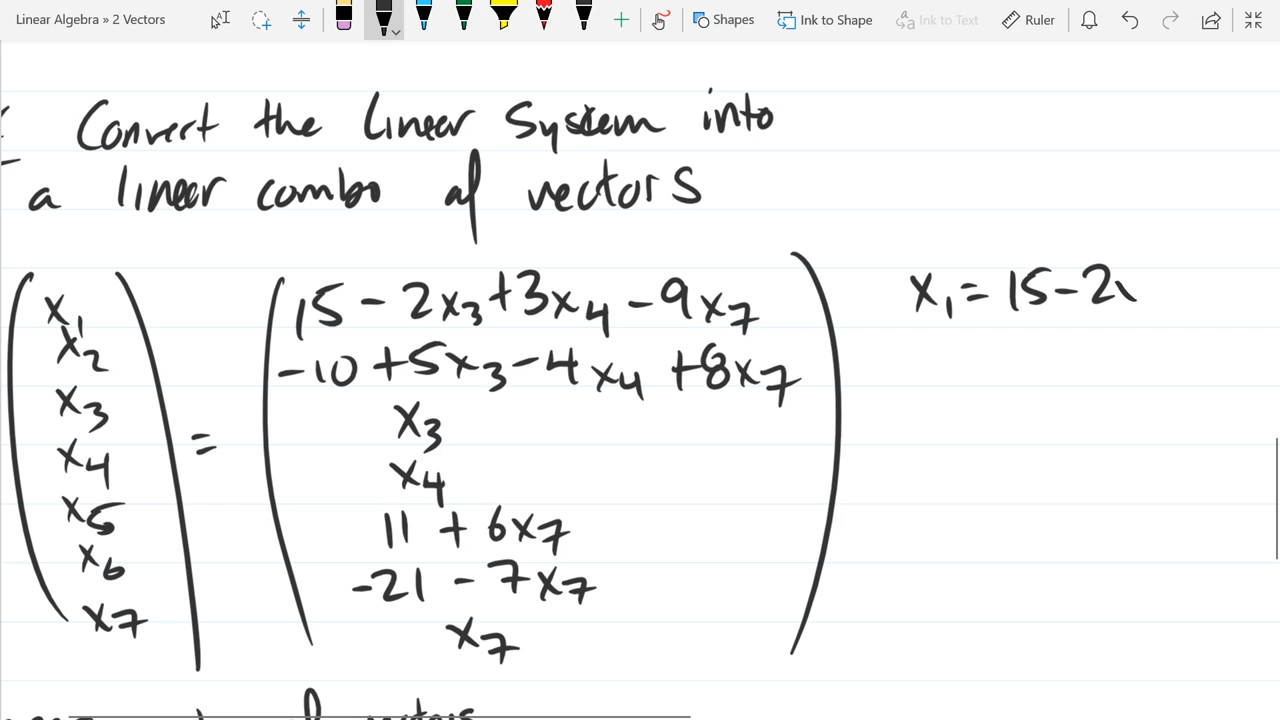 Linear Algebra » 2 Vectors Shapes Ink to Shape Ink to Text Ruler
Convert the Linear System into
a linear combo of vectors
x1 = 15 - 2x3 + 3x4 - 9x7 x1 = 15 - 2
x2 -10 + 5x3 - 4x4 + 8x7
x3 x3
x4 x4
x5 11 + 6x7
x6 -21 - 7x7
x7 x7